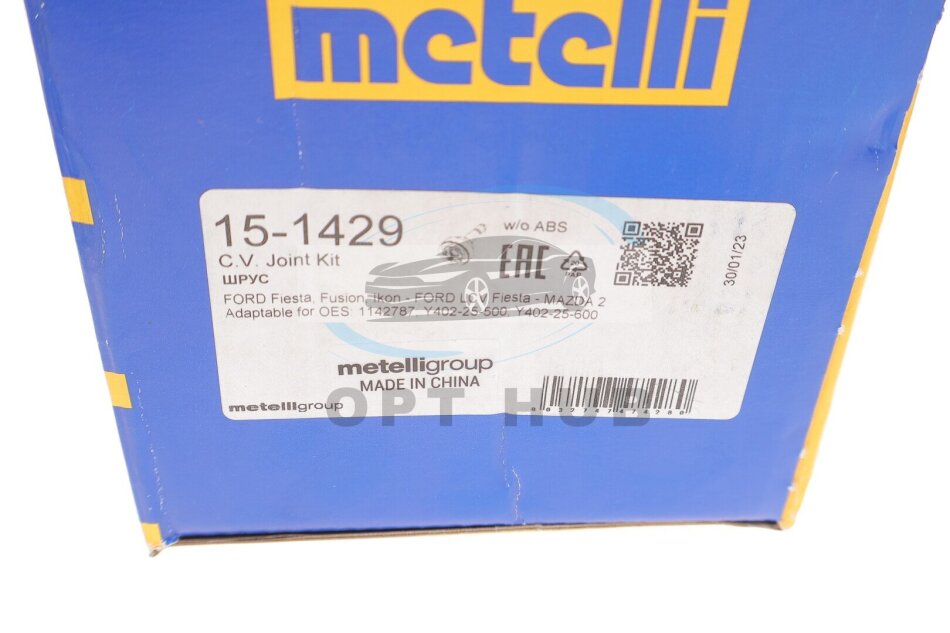 metelli
15-1429
w/o ABS
C.V. Joint Kit
ШРУС
EAC
PAP
30/01/23
FORD Fiesta, Fusion, Ikon - FORD LCV Fiesta - MAZDA 2
Adaptable for OES: 1142787, Y402-25-500, Y402-25-600
metelligroup
MADE IN CHINA
metelligroup
OPT HUB